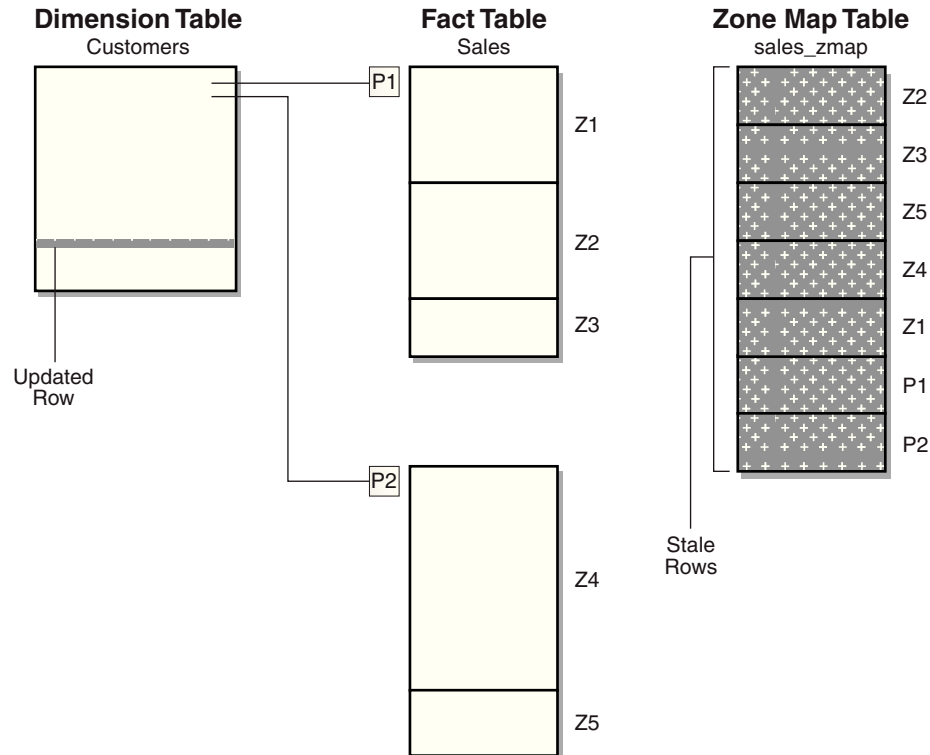 Dimension Table
Customers
Fact Table
Sales
Zone Map Table
sales_zmap
P1
Z1
Z2
Z3
P2
Z4
Z5
Updated
Row
Z2
Z3
Z5
Z4
Z1
P1
P2
Stale
Rows